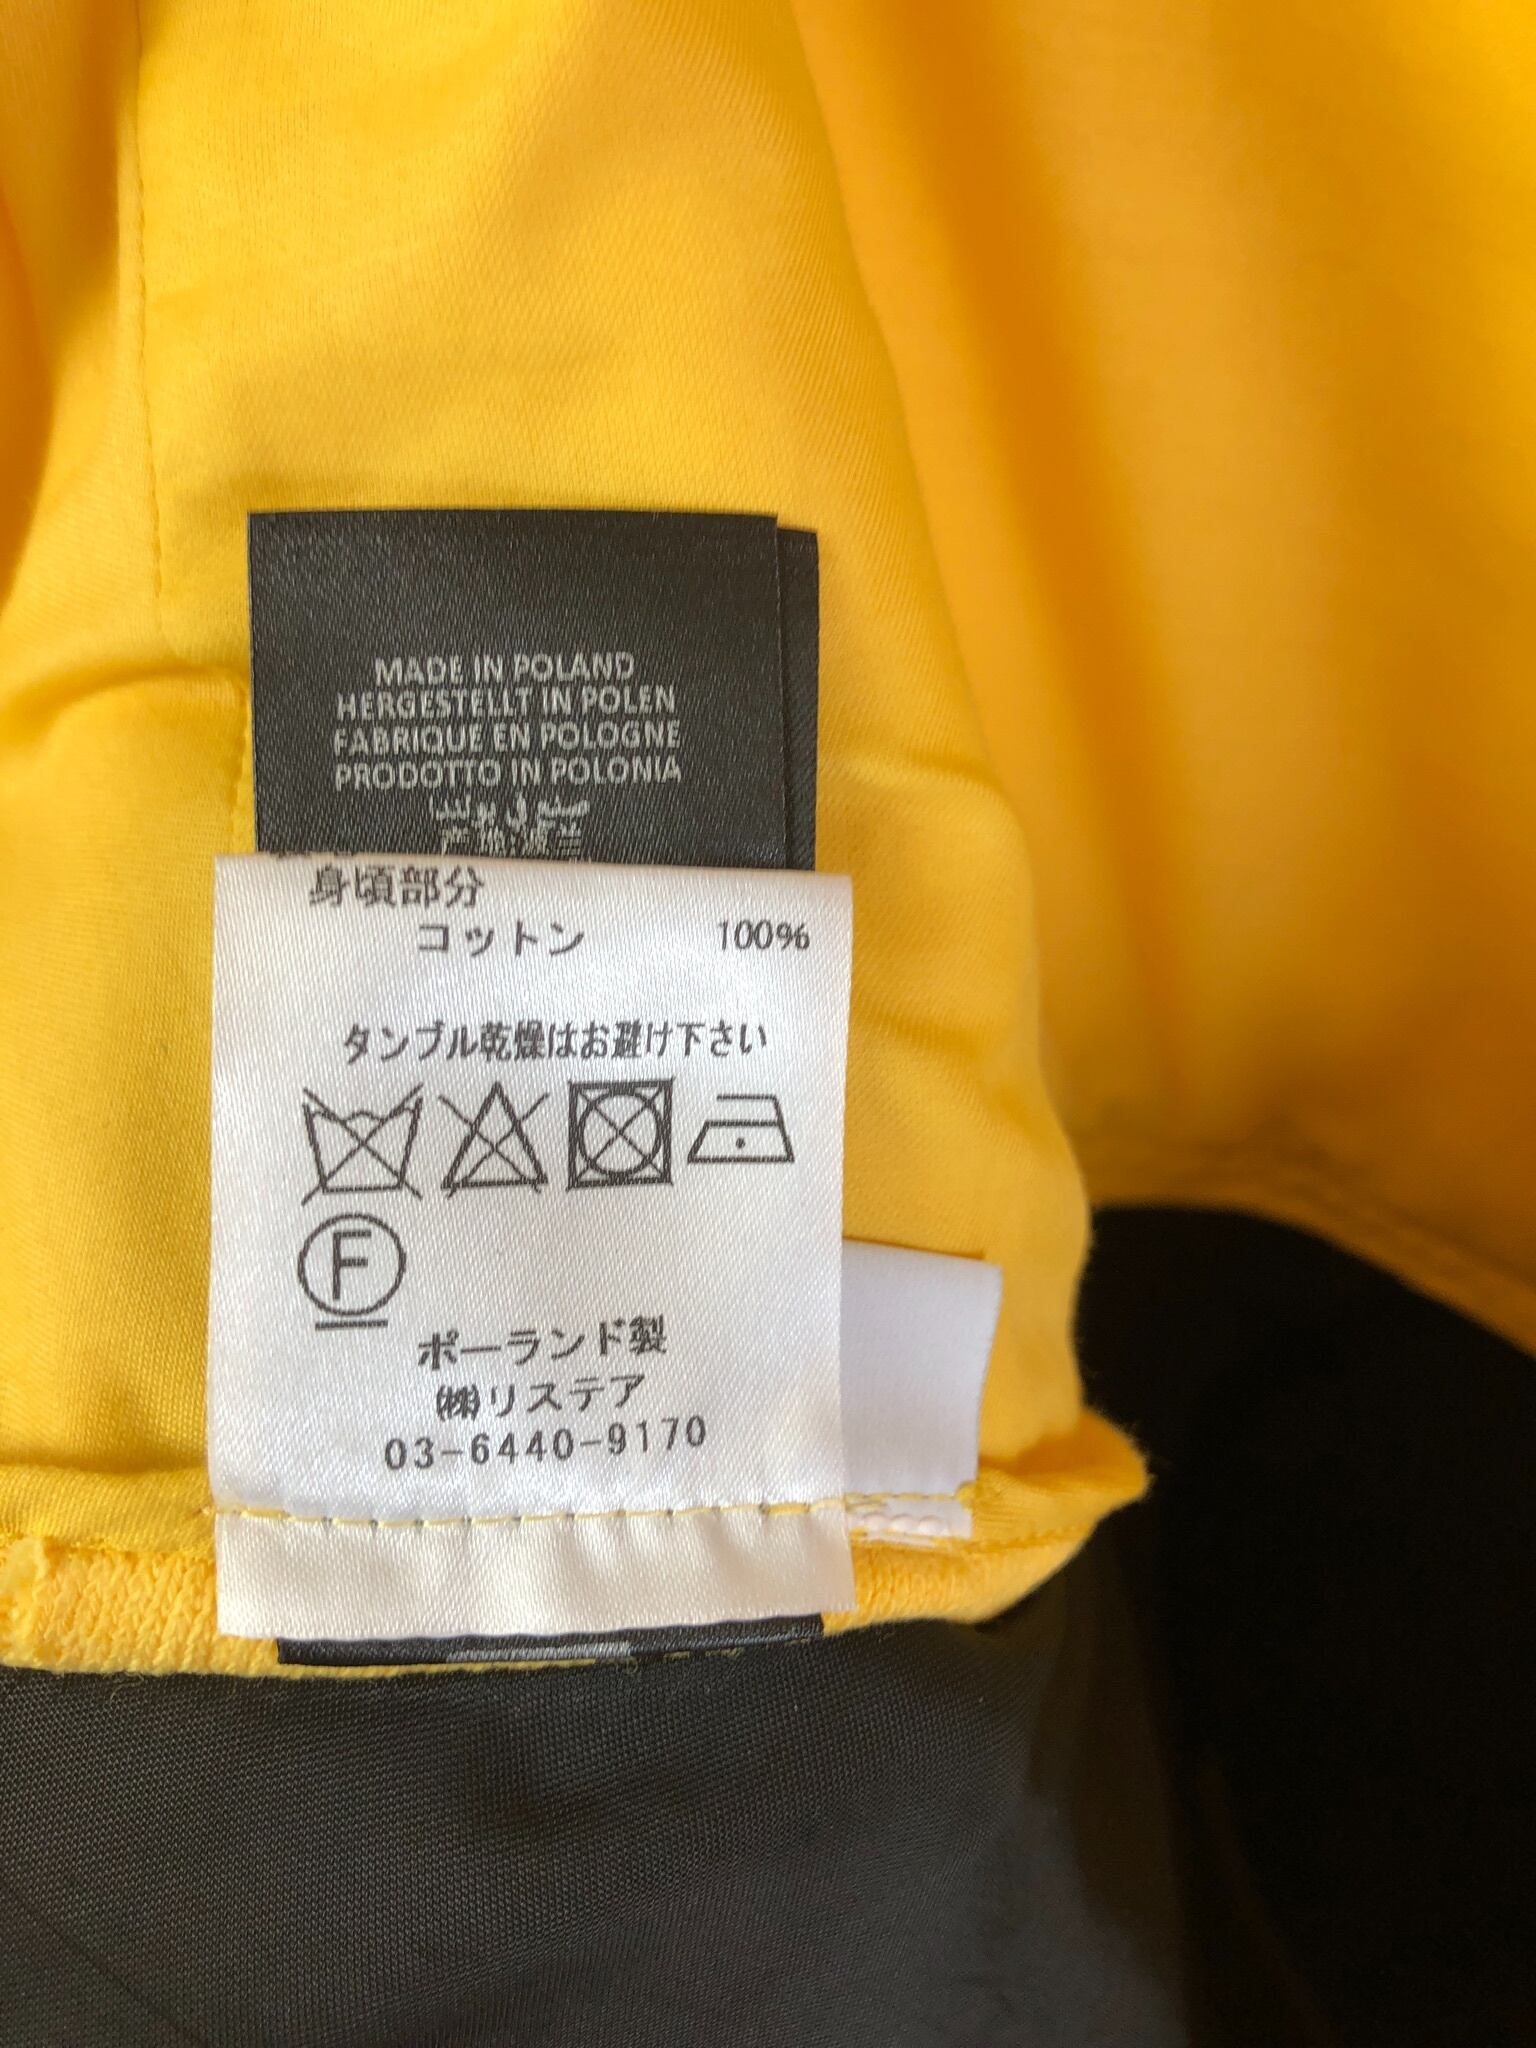 MADE IN POLAND
HERGESTELLT IN POLEN
FABRIQUE EN POLOGNE
PRODOTTO IN POLONIA
身頃部分
コットン 100%
タンブル乾燥はお避け下さい
F
ポーランド製
㈱リステア
03-6440-9170